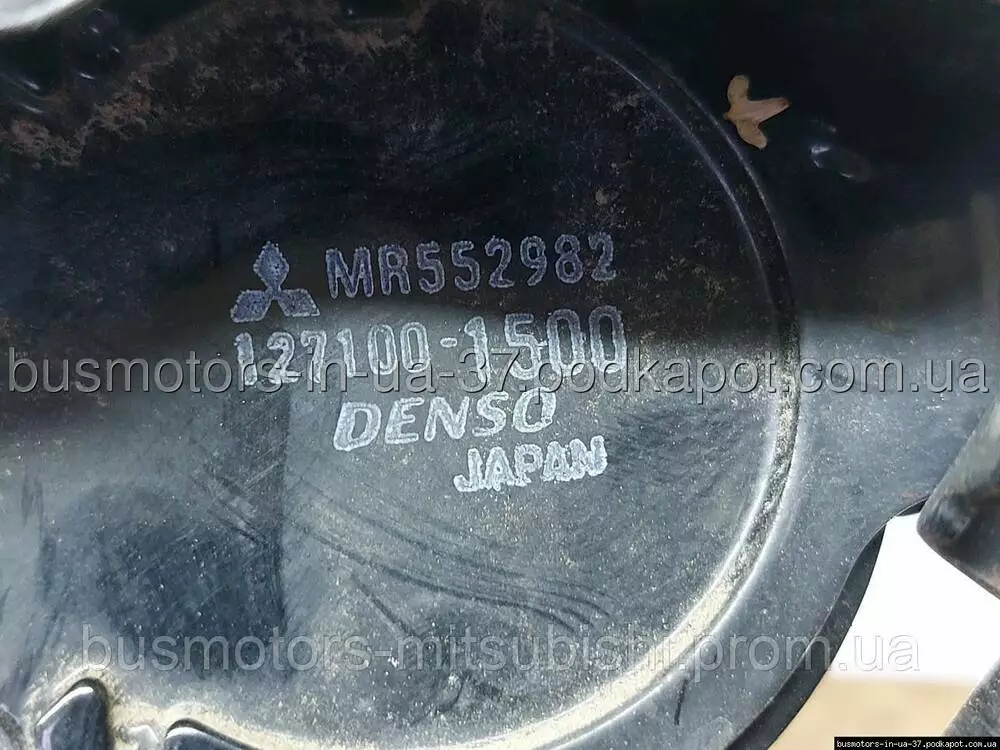 MR552982
127100-1500
busmotors-in-ua-37.podkapot.com.ua
DENSO
JAPAN
busmotors-mitsubishi.prom.ua
busmotors-in-ua-37.podkapot.com.ua